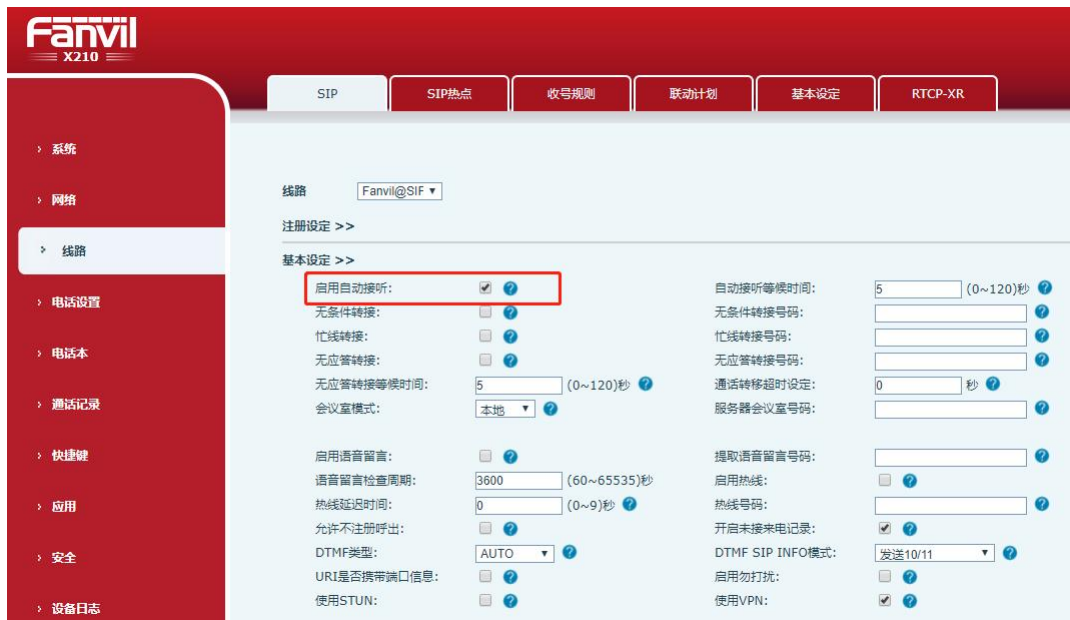 Fanvil
X210
SIP SIP热点 收号规则 联动计划 基本设定 RTCP-XR
› 系统
› 网络
› 线路
› 电话设置
› 电话本
› 通话记录
› 快捷键
› 应用
› 安全
› 设备日志
线路 Fanvil@SIF
注册设定 >>
基本设定 >>
启用自动接听: 自动接听等候时间: 5 (0~120)秒
无条件转接: 无条件转接号码:
忙线转接: 忙线转接号码:
无应答转接: 无应答转接号码:
无应答转接等候时间: 5 (0~120)秒 通话转移超时设定: 0 秒
会议室模式: 本地 服务器会议室号码:
启用语音留言: 提取语音留言号码:
语音留言检查周期: 3600 (60~65535)秒 启用热线:
热线延迟时间: 0 (0~9)秒 热线号码:
允许不注册呼出: 开启未接来电记录:
DTMF类型: AUTO DTMF SIP INFO模式: 发送10/11
URI是否携带端口信息: 启用勿打扰:
使用STUN: 使用VPN: